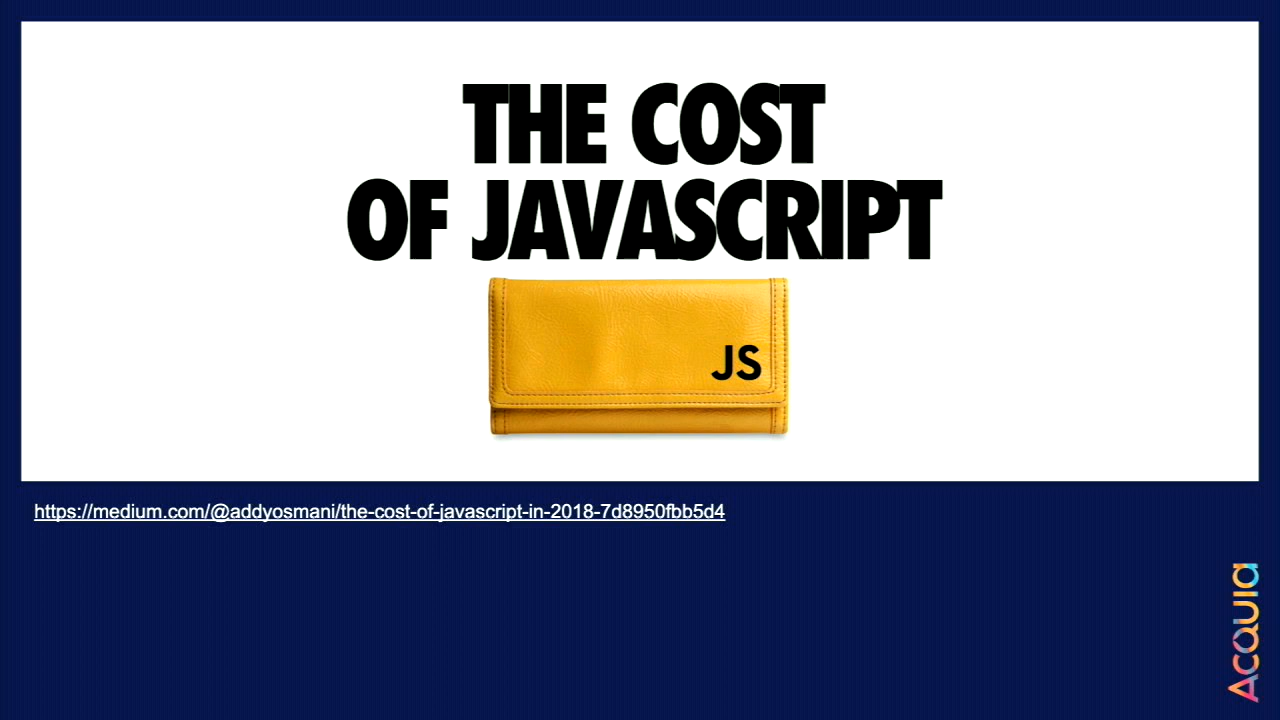 THE COST
OF JAVASCRIPT
JS
https://medium.com/@addyosmani/the-cost-of-javascript-in-2018-7d8950fbb5d4
ACQUIA